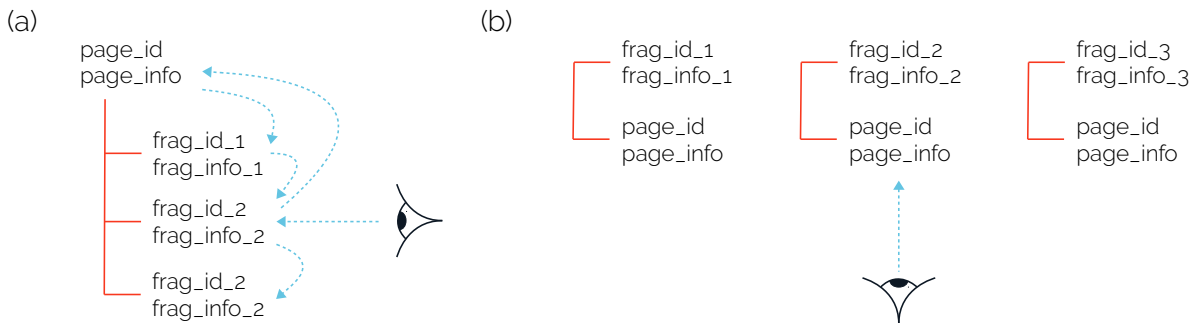 (a)
page_id
page_info
frag_id_1
frag_info_1
frag_id_2
frag_info_2
frag_id_2
frag_info_2
(b)
frag_id_1
frag_info_1
page_id
page_info
frag_id_2
frag_info_2
page_id
page_info
frag_id_3
frag_info_3
page_id
page_info